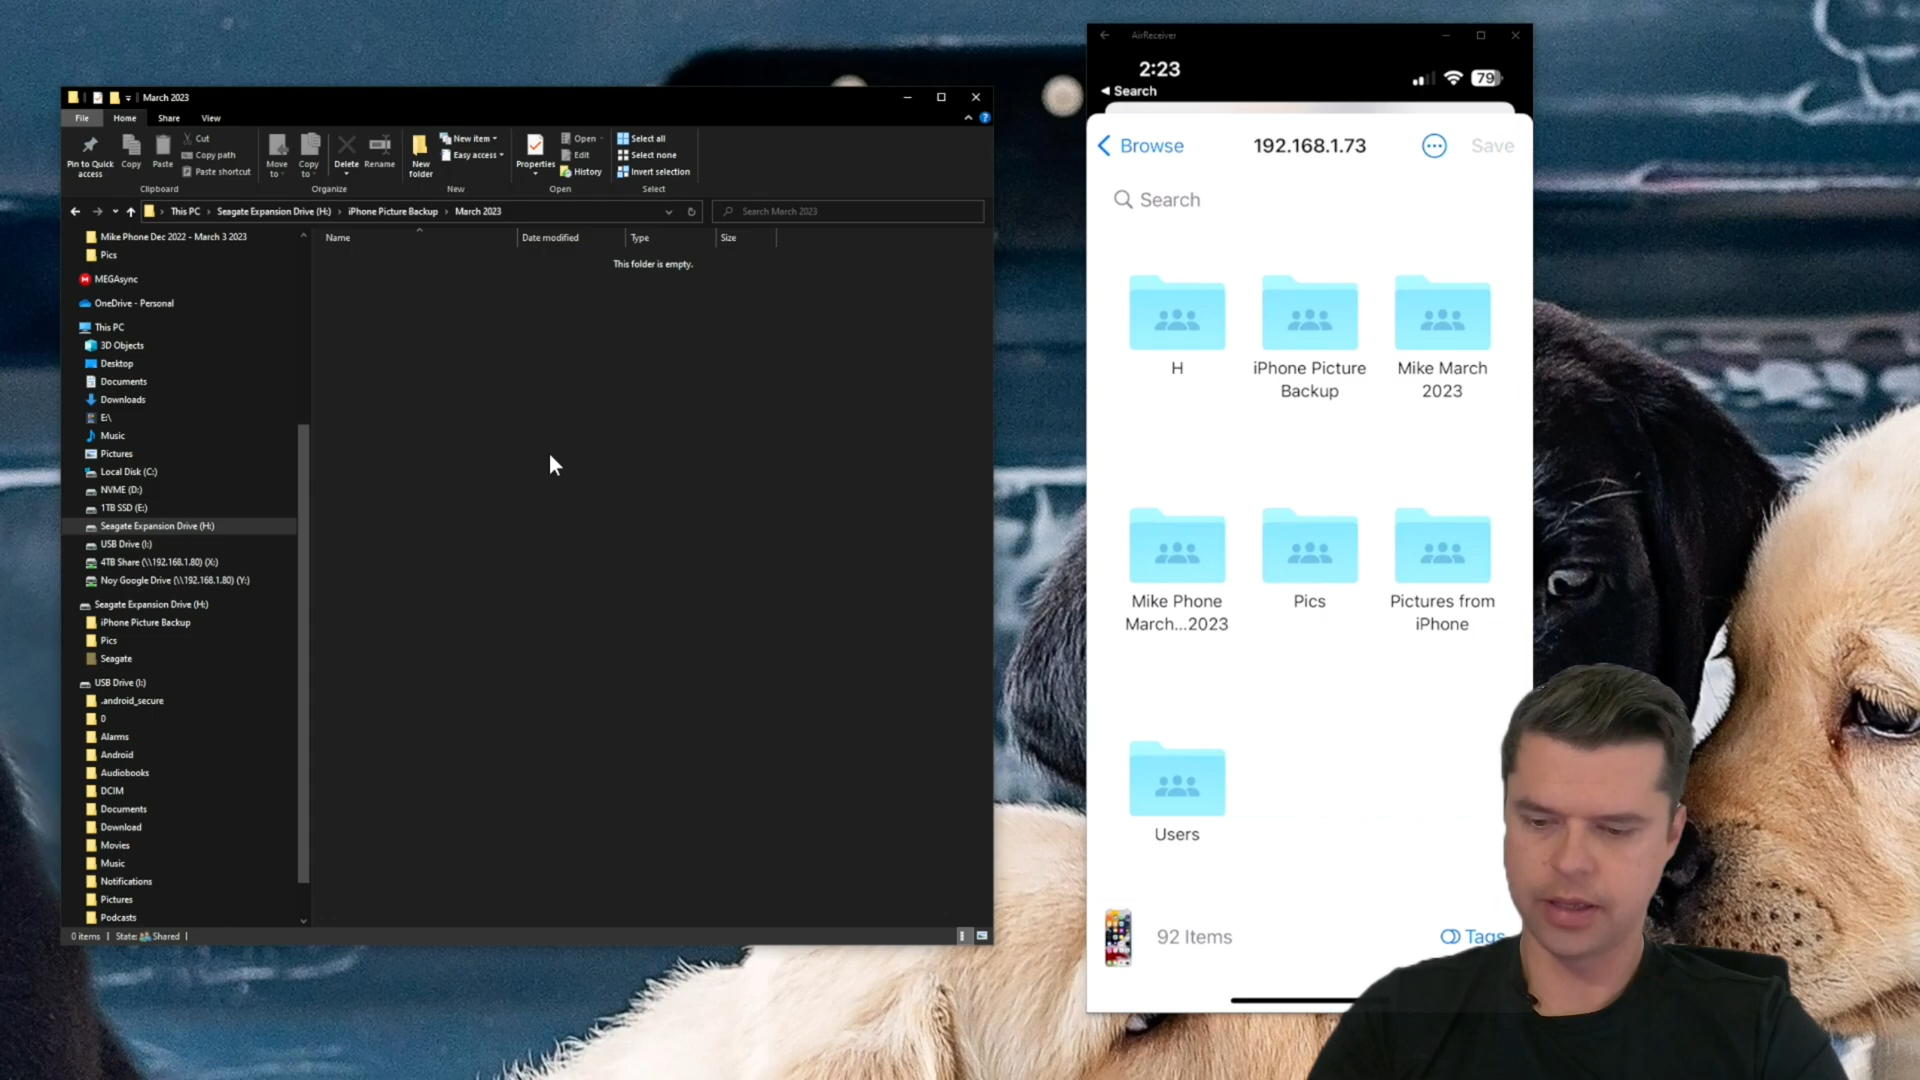 March 2023
File Home Share View
Pin to Quick access
Copy
Paste
Cut
Copy path
Paste shortcut
Clipboard
Move to
Copy to
Delete
Rename
Organize
New folder
New item
Easy access
New
Properties
Open
Edit
History
Open
Select all
Select none
Invert selection
Select
This PC › Seagate Expansion Drive (H:) › iPhone Picture Backup › March 2023
Search March 2023
Name Date modified Type Size
This folder is empty.
Mike Phone Dec 2022 - March 3 2023
Pics
MEGAsync
OneDrive - Personal
This PC
3D Objects
Desktop
Documents
Downloads
E:\
Music
Pictures
Local Disk (C:)
NVME (D:)
1TB SSD (E:)
Seagate Expansion Drive (H:)
USB Drive (I:)
4TB Share (\\192.168.1.80) (X:)
Noy Google Drive (\\192.168.1.80) (Y:)
Seagate Expansion Drive (H:)
iPhone Picture Backup
Pics
Seagate
USB Drive (I:)
.android_secure
0
Alarms
Android
Audiobooks
DCIM
Documents
Download
Movies
Music
Notifications
Pictures
Podcasts
0 items | State: Shared |
AirReceiver
2:23
79
Search
Browse
192.168.1.73
Save
Search
H
iPhone Picture
Backup
Mike March
2023
Mike Phone
March...2023
Pics
Pictures from
iPhone
Users
92 Items
Tags